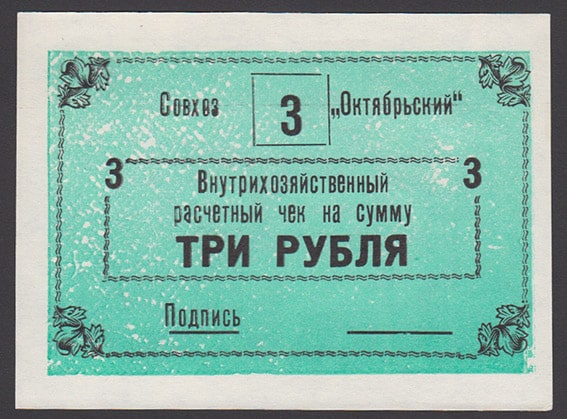 Совхоз 3 „Октябрьский"
3 3
Внутрихозяйственный
расчетный чек на сумму
ТРИ РУБЛЯ
Подпись